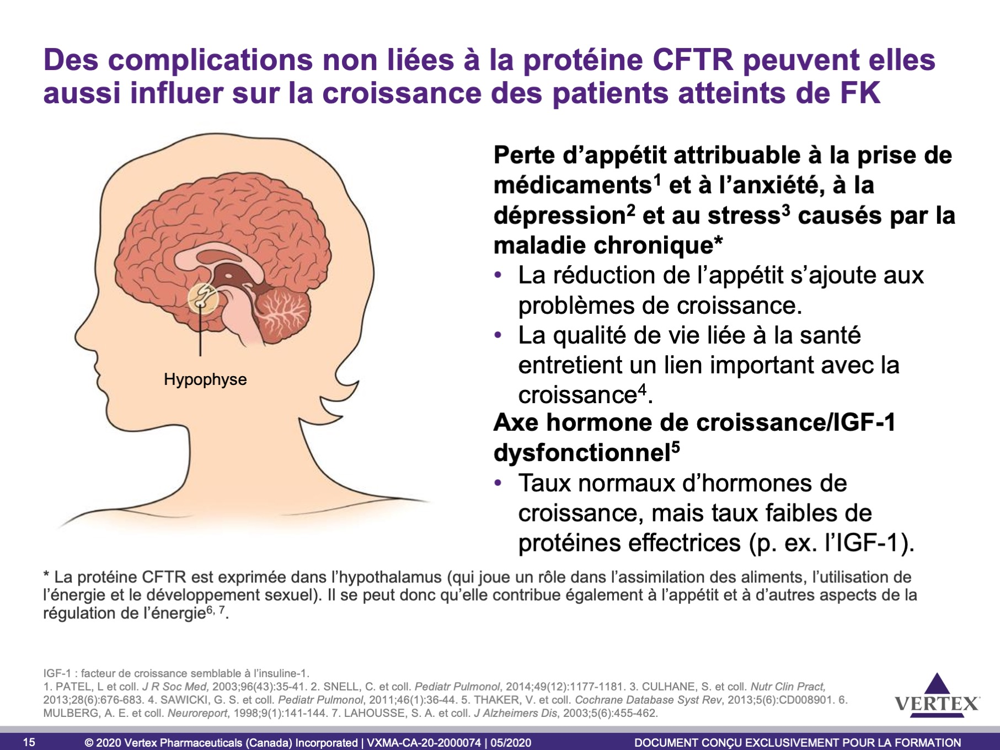 Des complications non liées à la protéine CFTR peuvent elles
aussi influer sur la croissance des patients atteints de FK
Hypophyse
Perte d’appétit attribuable à la prise de
médicaments¹ et à l’anxiété, à la
dépression² et au stress³ causés par la
maladie chronique*
• La réduction de l’appétit s’ajoute aux
problèmes de croissance.
• La qualité de vie liée à la santé
entretient un lien important avec la
croissance⁴.
Axe hormone de croissance/IGF-1
dysfonctionnel⁵
• Taux normaux d’hormones de
croissance, mais taux faibles de
protéines effectrices (p. ex. l’IGF-1).
* La protéine CFTR est exprimée dans l’hypothalamus (qui joue un rôle dans l’assimilation des aliments, l’utilisation de
l’énergie et le développement sexuel). Il se peut donc qu’elle contribue également à l’appétit et à d’autres aspects de la
régulation de l’énergie⁶, ⁷.
IGF-1 : facteur de croissance semblable à l’insuline-1.
1. PATEL, L et coll. J R Soc Med, 2003;96(43):35-41. 2. SNELL, C. et coll. Pediatr Pulmonol, 2014;49(12):1177-1181. 3. CULHANE, S. et coll. Nutr Clin Pract,
2013;28(6):676-683. 4. SAWICKI, G. S. et coll. Pediatr Pulmonol, 2011;46(1):36-44. 5. THAKER, V. et coll. Cochrane Database Syst Rev, 2013;5(6):CD008901. 6.
MULBERG, A. E. et coll. Neuroreport, 1998;9(1):141-144. 7. LAHOUSSE, S. A. et coll. J Alzheimers Dis, 2003;5(6):455-462.
VERTEX
15 © 2020 Vertex Pharmaceuticals (Canada) Incorporated | VXMA-CA-20-2000074 | 05/2020 DOCUMENT CONÇU EXCLUSIVEMENT POUR LA FORMATION